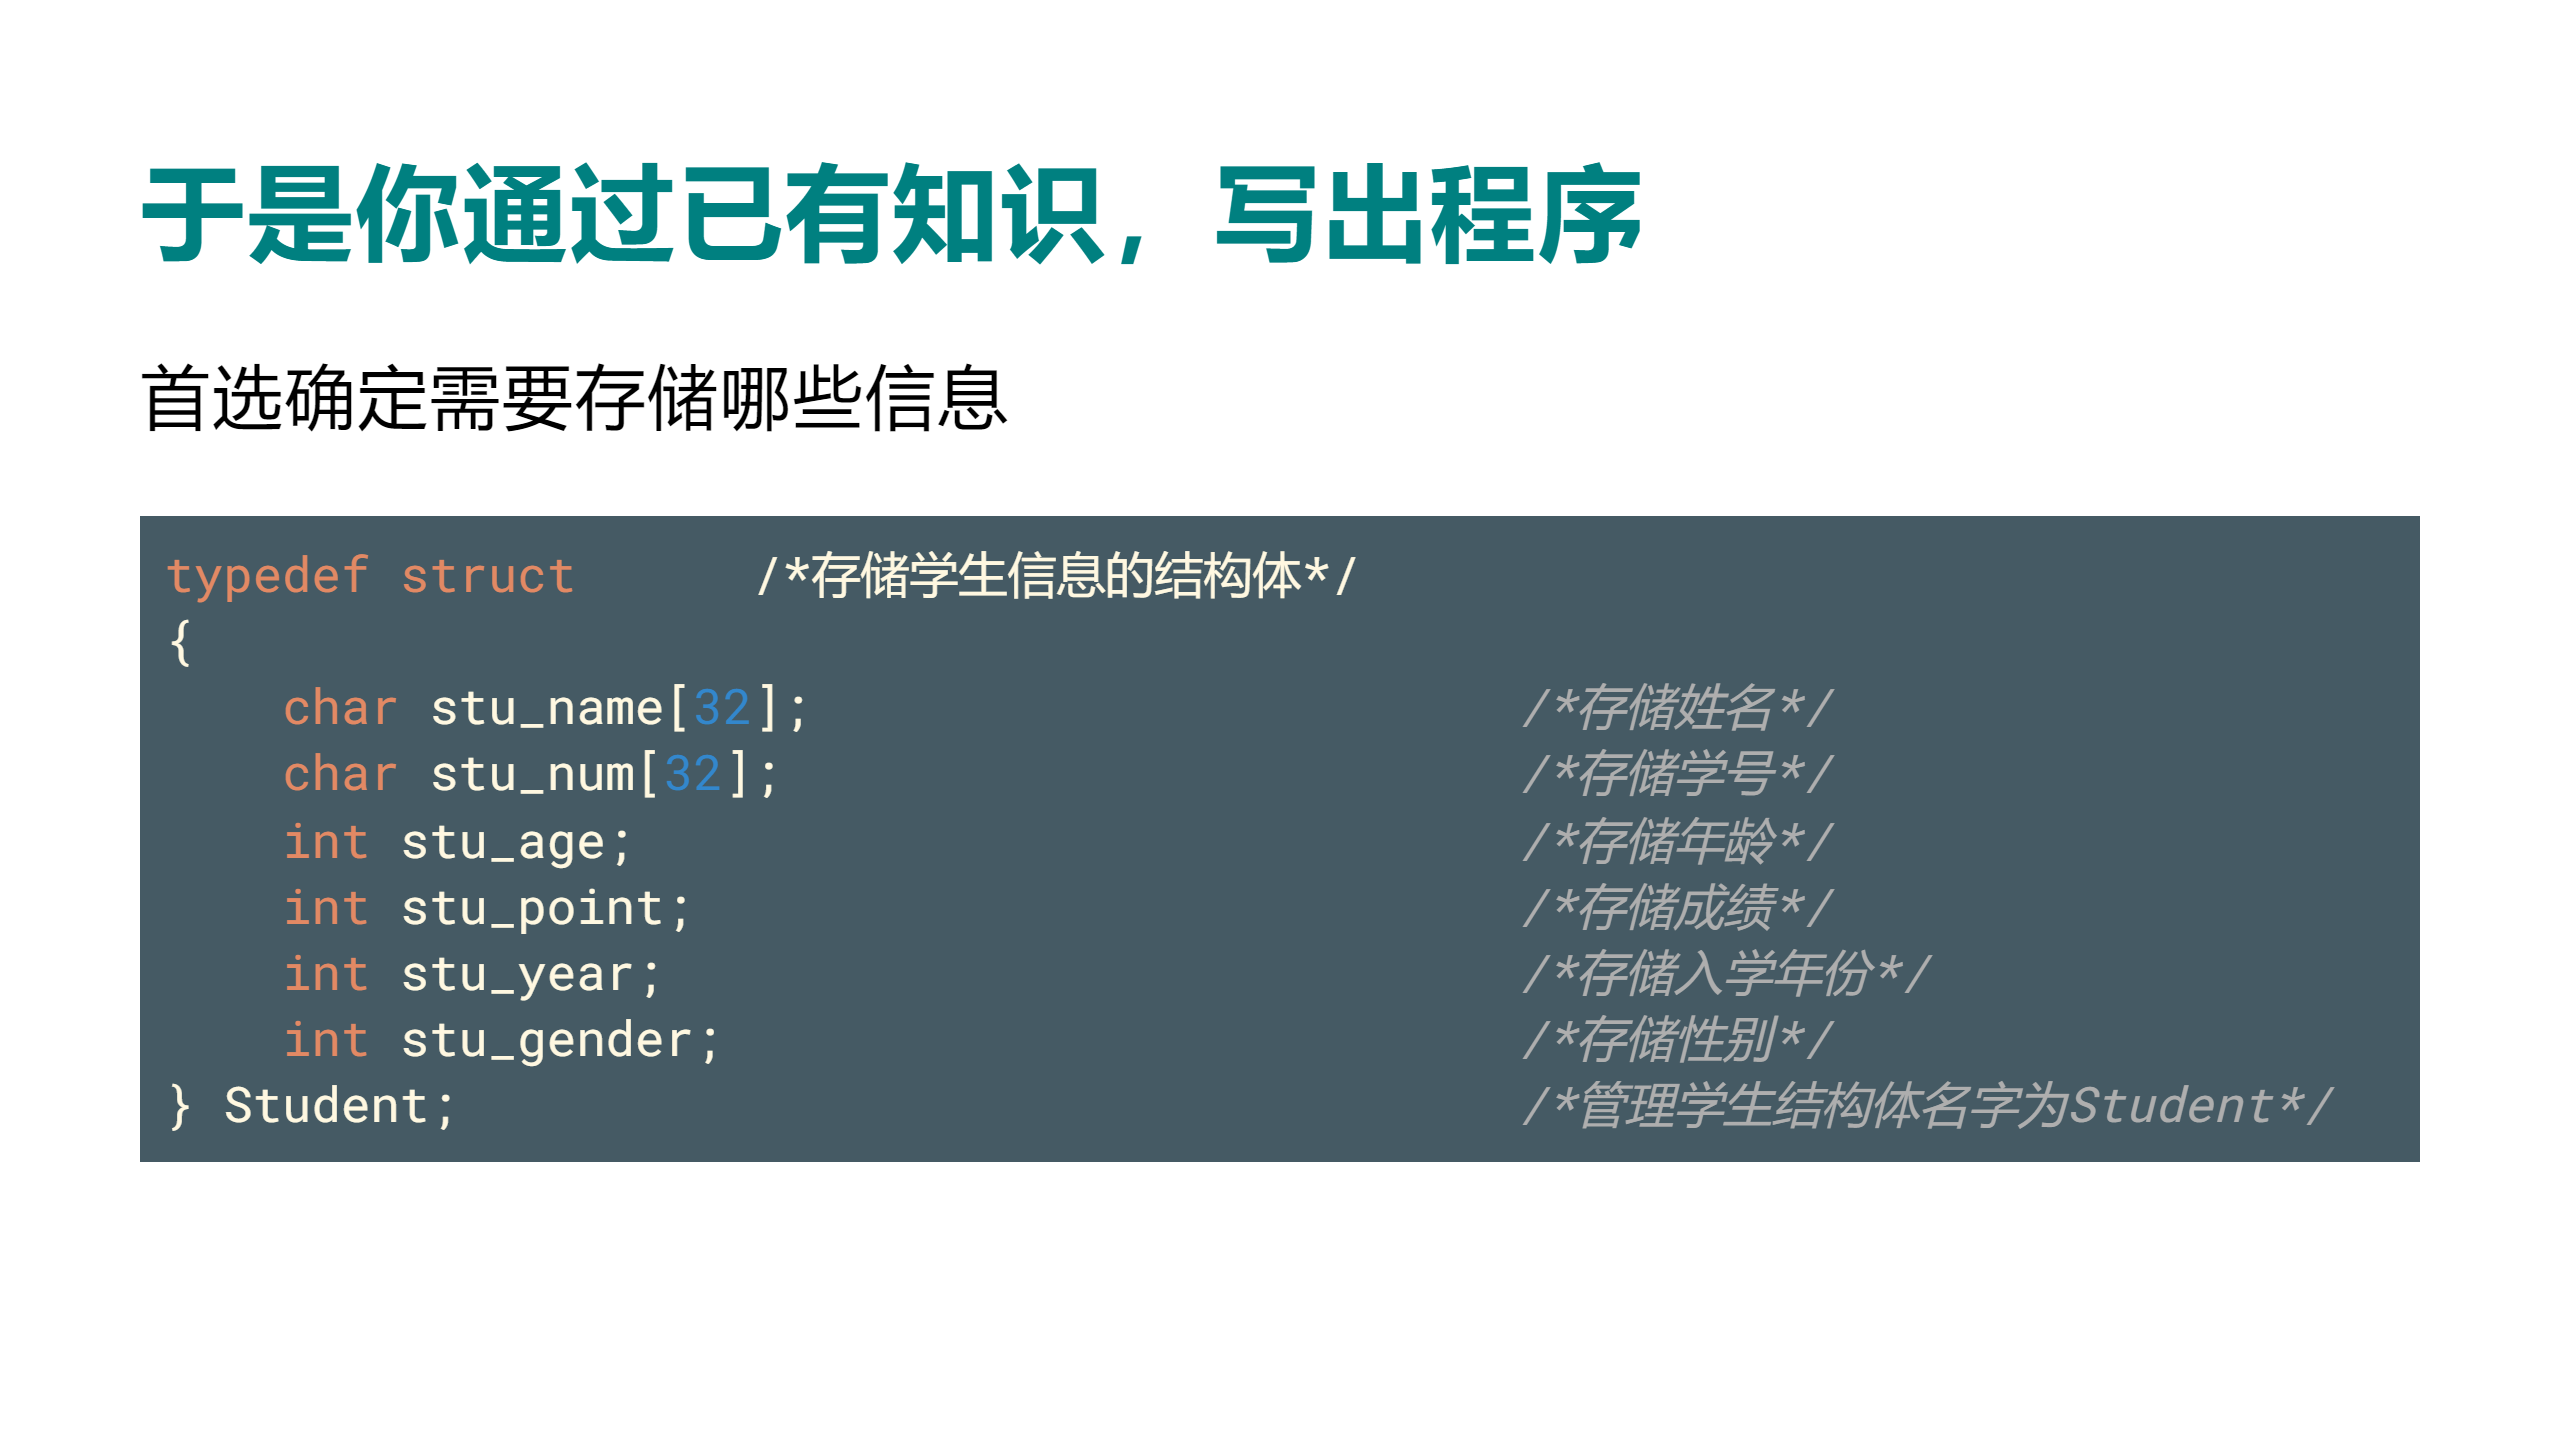 于是你通过已有知识，写出程序
首选确定需要存储哪些信息
typedef struct /*存储学生信息的结构体*/
{
char stu_name[32]; /*存储姓名*/
char stu_num[32]; /*存储学号*/
int stu_age; /*存储年龄*/
int stu_point; /*存储成绩*/
int stu_year; /*存储入学年份*/
int stu_gender; /*存储性别*/
} Student; /*管理学生结构体名字为Student*/